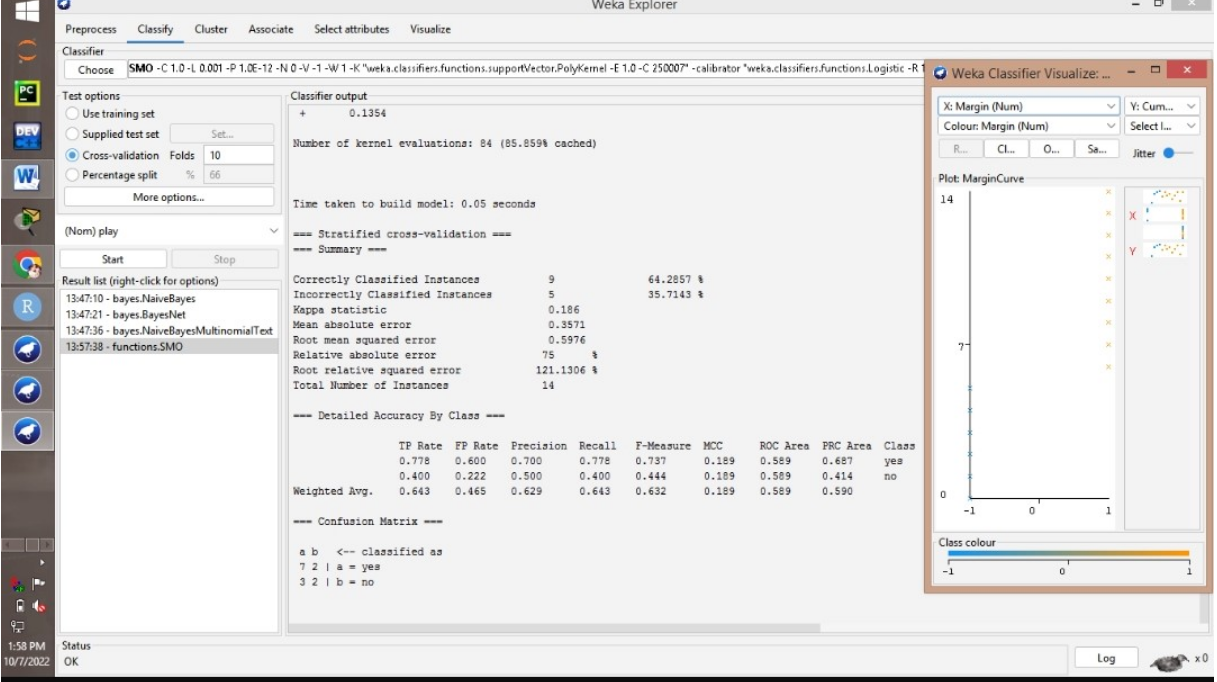 Weka Explorer
Preprocess Classify Cluster Associate Select attributes Visualize
Classifier
Choose SMO -C 1.0 -L 0.001 -P 1.0E-12 -N 0 -V -1 -W 1 -K "weka.classifiers.functions.supportVector.PolyKernel -E 1.0 -C 250007" -calibrator "weka.classifiers.functions.Logistic -R 1
Test options
Use training set
Supplied test set Set...
Cross-validation Folds 10
Percentage split % 66
More options...
(Nom) play
Start Stop
Result list (right-click for options)
13:47:10 - bayes.NaiveBayes
13:47:21 - bayes.BayesNet
13:47:36 - bayes.NaiveBayesMultinomialText
13:57:38 - functions.SMO
Classifier output
+ 0.1354
Number of kernel evaluations: 84 (85.859% cached)
Time taken to build model: 0.05 seconds
=== Stratified cross-validation ===
=== Summary ===
Correctly Classified Instances 9 64.2857 %
Incorrectly Classified Instances 5 35.7143 %
Kappa statistic 0.186
Mean absolute error 0.3571
Root mean squared error 0.5976
Relative absolute error 75 %
Root relative squared error 121.1306 %
Total Number of Instances 14
=== Detailed Accuracy By Class ===
TP Rate FP Rate Precision Recall F-Measure MCC ROC Area PRC Area Class
0.778 0.600 0.700 0.778 0.737 0.189 0.589 0.687 yes
0.400 0.222 0.500 0.400 0.444 0.189 0.589 0.414 no
Weighted Avg. 0.643 0.465 0.629 0.643 0.632 0.189 0.589 0.590
=== Confusion Matrix ===
a b <-- classified as
7 2 | a = yes
3 2 | b = no
Weka Classifier Visualize: ...
X: Margin (Num) Y: Cum...
Colour: Margin (Num) Select I...
R... Cl... O... Sa... Jitter
Plot: MarginCurve
14
7
0
-1 0 1
X
Y
Class colour
-1 0 1
Status
OK
Log x 0
PC
DEV
C++
W
R
1:58 PM
10/7/2022